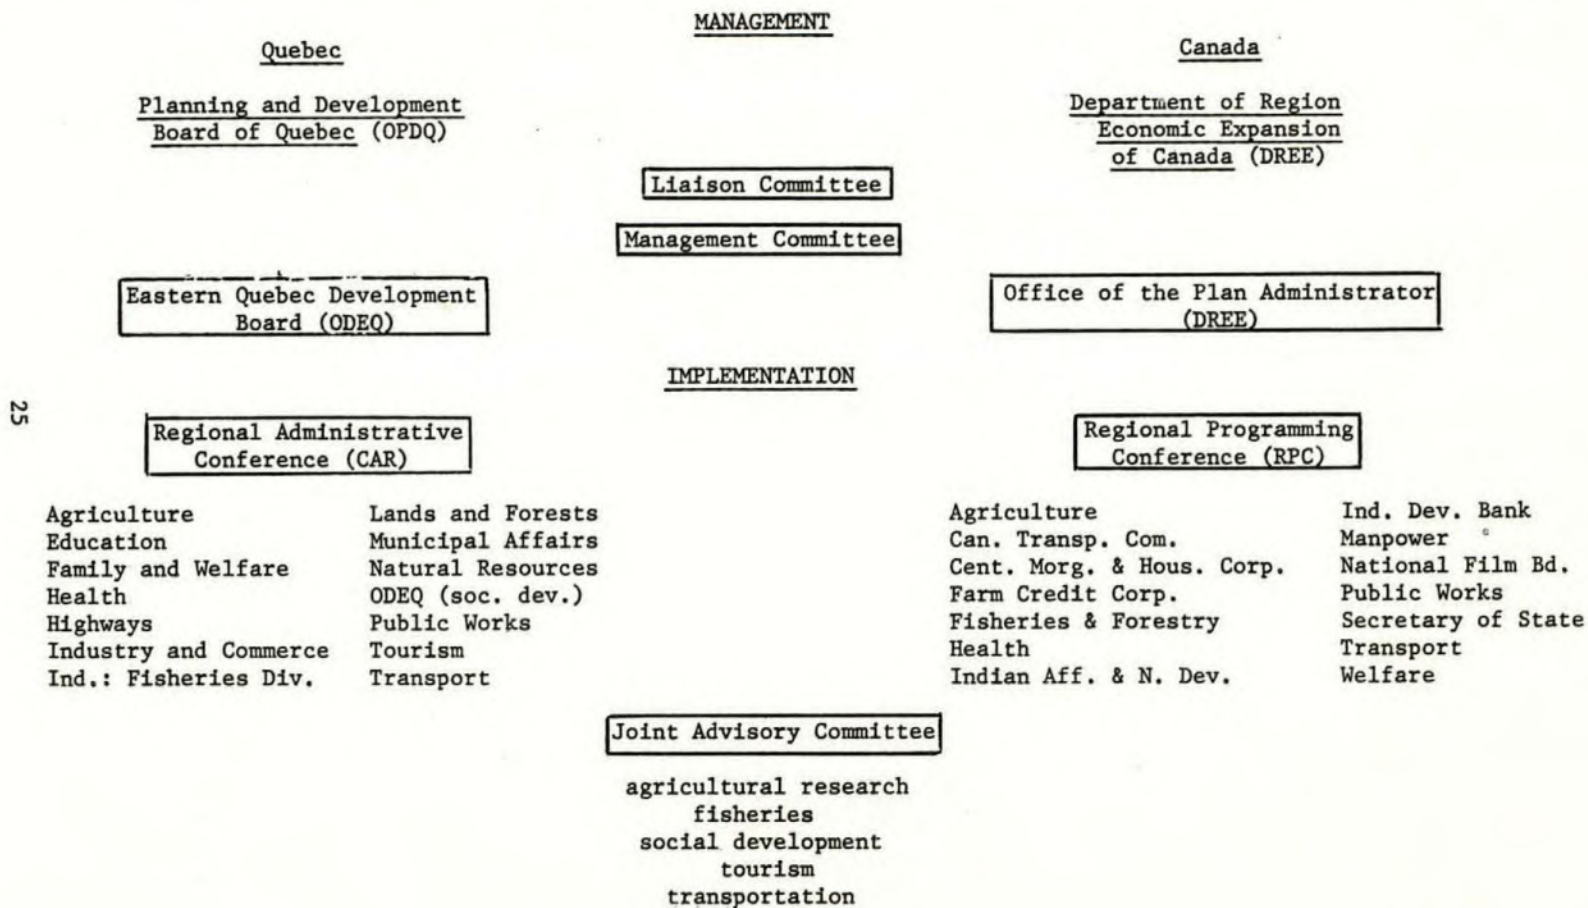 MANAGEMENT
Quebec
Canada
Planning and Development
Board of Quebec (OPDQ)
Department of Region
Economic Expansion
of Canada (DREE)
Liaison Committee
Management Committee
Eastern Quebec Development
Board (ODEQ)
Office of the Plan Administrator
(DREE)
IMPLEMENTATION
25
Regional Administrative
Conference (CAR)
Regional Programming
Conference (RPC)
Agriculture
Education
Family and Welfare
Health
Highways
Industry and Commerce
Ind.: Fisheries Div.
Lands and Forests
Municipal Affairs
Natural Resources
ODEQ (soc. dev.)
Public Works
Tourism
Transport
Agriculture
Can. Transp. Com.
Cent. Morg. & Hous. Corp.
Farm Credit Corp.
Fisheries & Forestry
Health
Indian Aff. & N. Dev.
Ind. Dev. Bank
Manpower
National Film Bd.
Public Works
Secretary of State
Transport
Welfare
Joint Advisory Committee
agricultural research
fisheries
social development
tourism
transportation